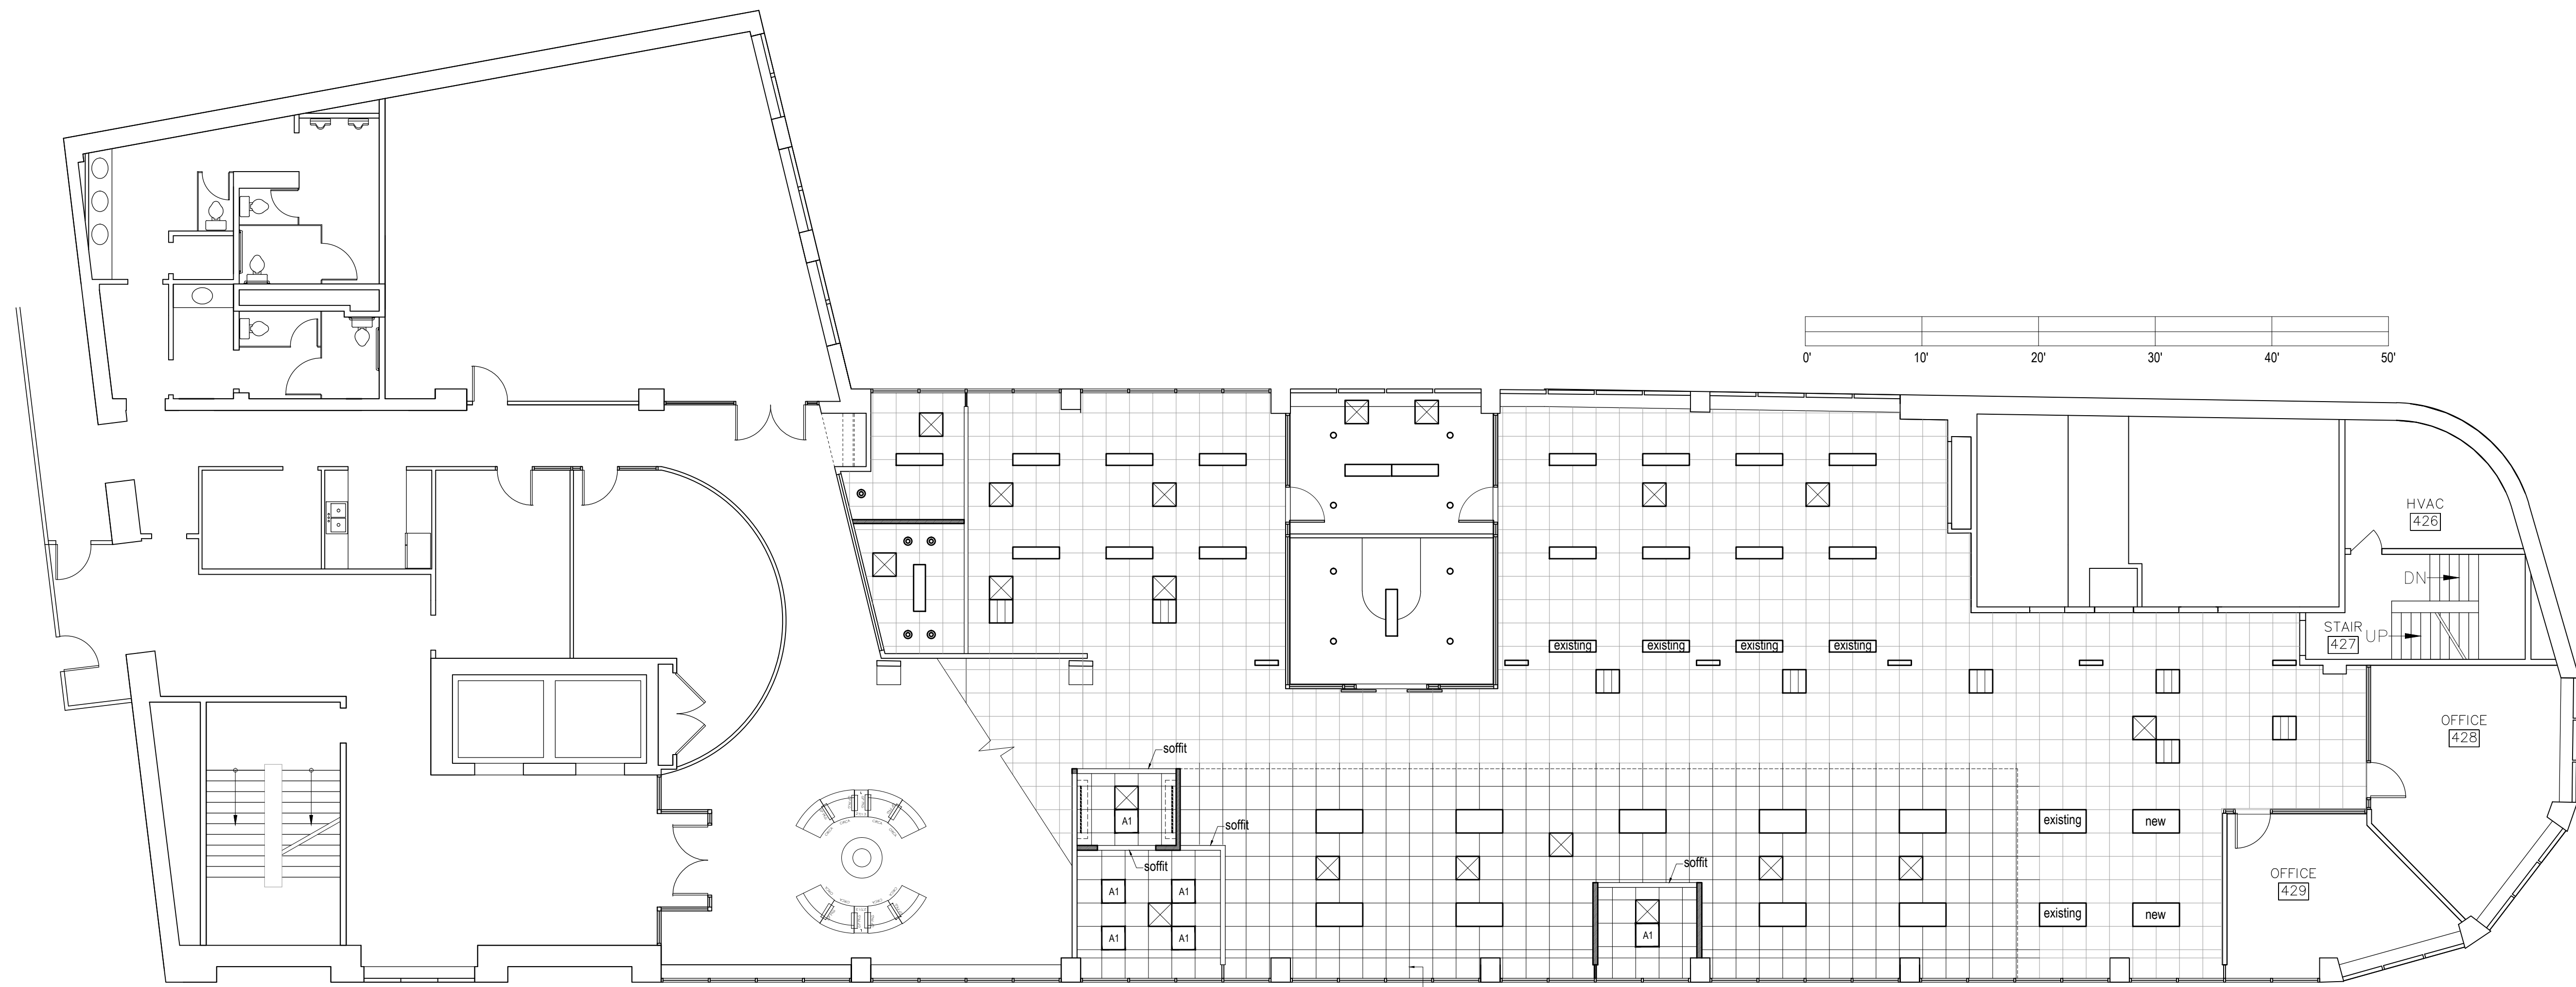 0' 10' 20' 30' 40' 50'
HVAC
426
DN
STAIR
427
UP
existing existing existing existing
OFFICE
428
soffit
A1
soffit
soffit
existing new
soffit
OFFICE
429
A1 A1
existing new
A1
A1 A1